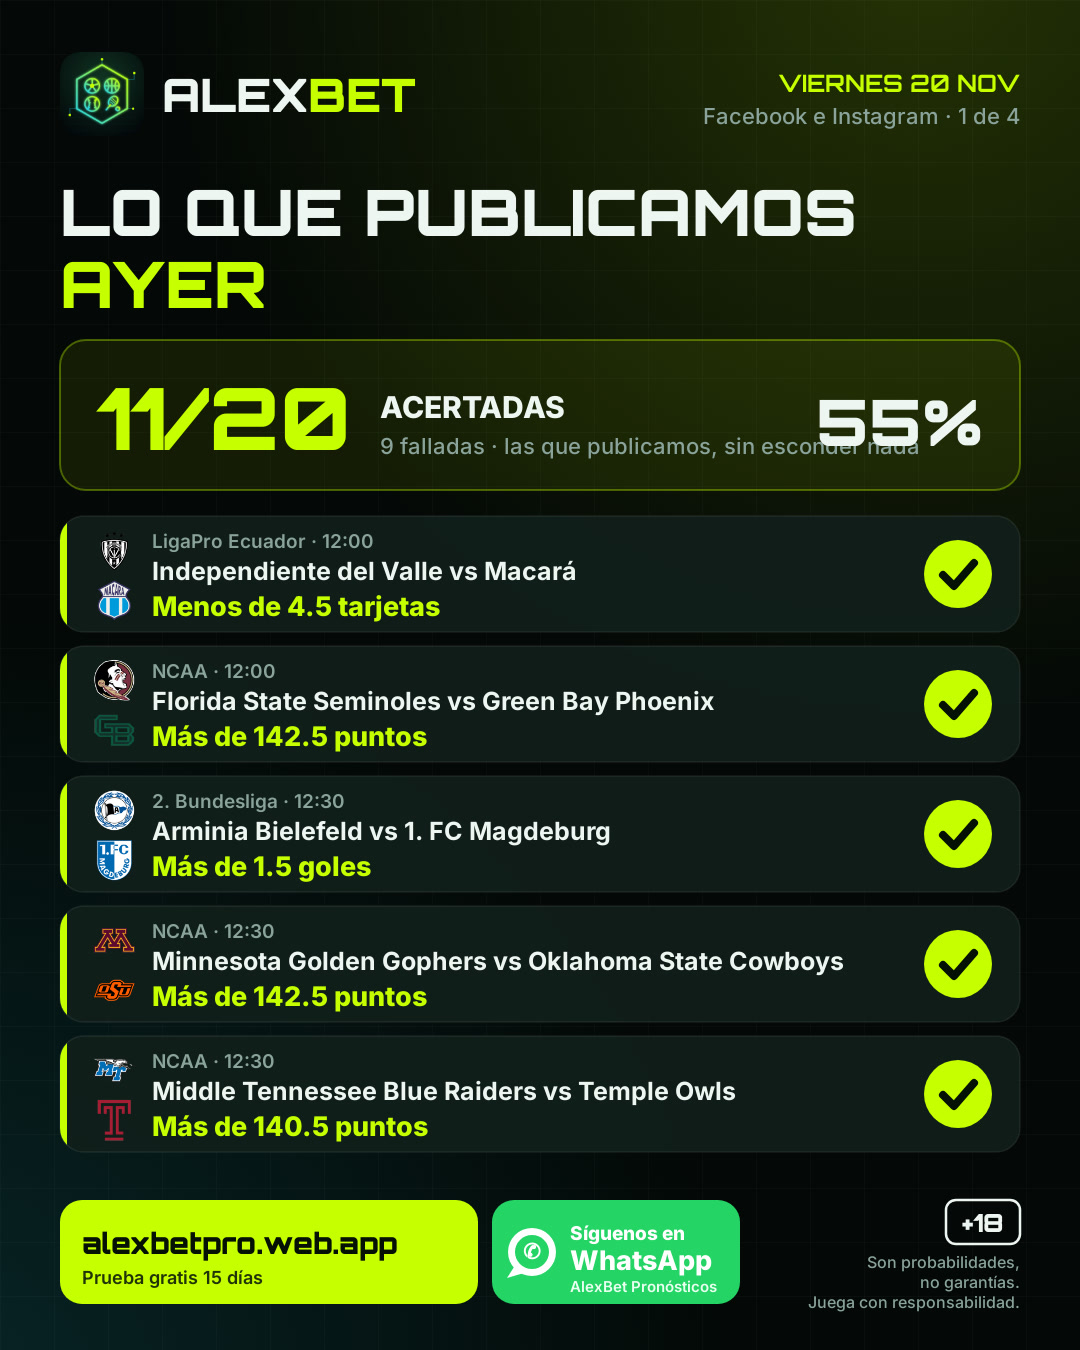 ALEXBET
VIERNES 20 NOV
Facebook e Instagram · 1 de 4
LO QUE PUBLICAMOS
AYER
11/20
ACERTADAS
9 falladas · las que publicamos, sin esconder nada
55%
LigaPro Ecuador · 12:00
Independiente del Valle vs Macará
Menos de 4.5 tarjetas
NCAA · 12:00
Florida State Seminoles vs Green Bay Phoenix
Más de 142.5 puntos
GB
2. Bundesliga · 12:30
Arminia Bielefeld vs 1. FC Magdeburg
Más de 1.5 goles
1.FC
MAGDEBURG
NCAA · 12:30
Minnesota Golden Gophers vs Oklahoma State Cowboys
Más de 142.5 puntos
M
OSU
NCAA · 12:30
Middle Tennessee Blue Raiders vs Temple Owls
Más de 140.5 puntos
MT
T
alexbetpro.web.app
Prueba gratis 15 días
Síguenos en
WhatsApp
AlexBet Pronósticos
+18
Son probabilidades,
no garantías.
Juega con responsabilidad.